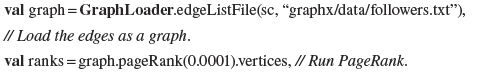 val graph = GraphLoader.edgeListFile(sc, “graphx/data/followers.txt”),
// Load the edges as a graph.
val ranks = graph.pageRank(0.0001).vertices, // Run PageRank.